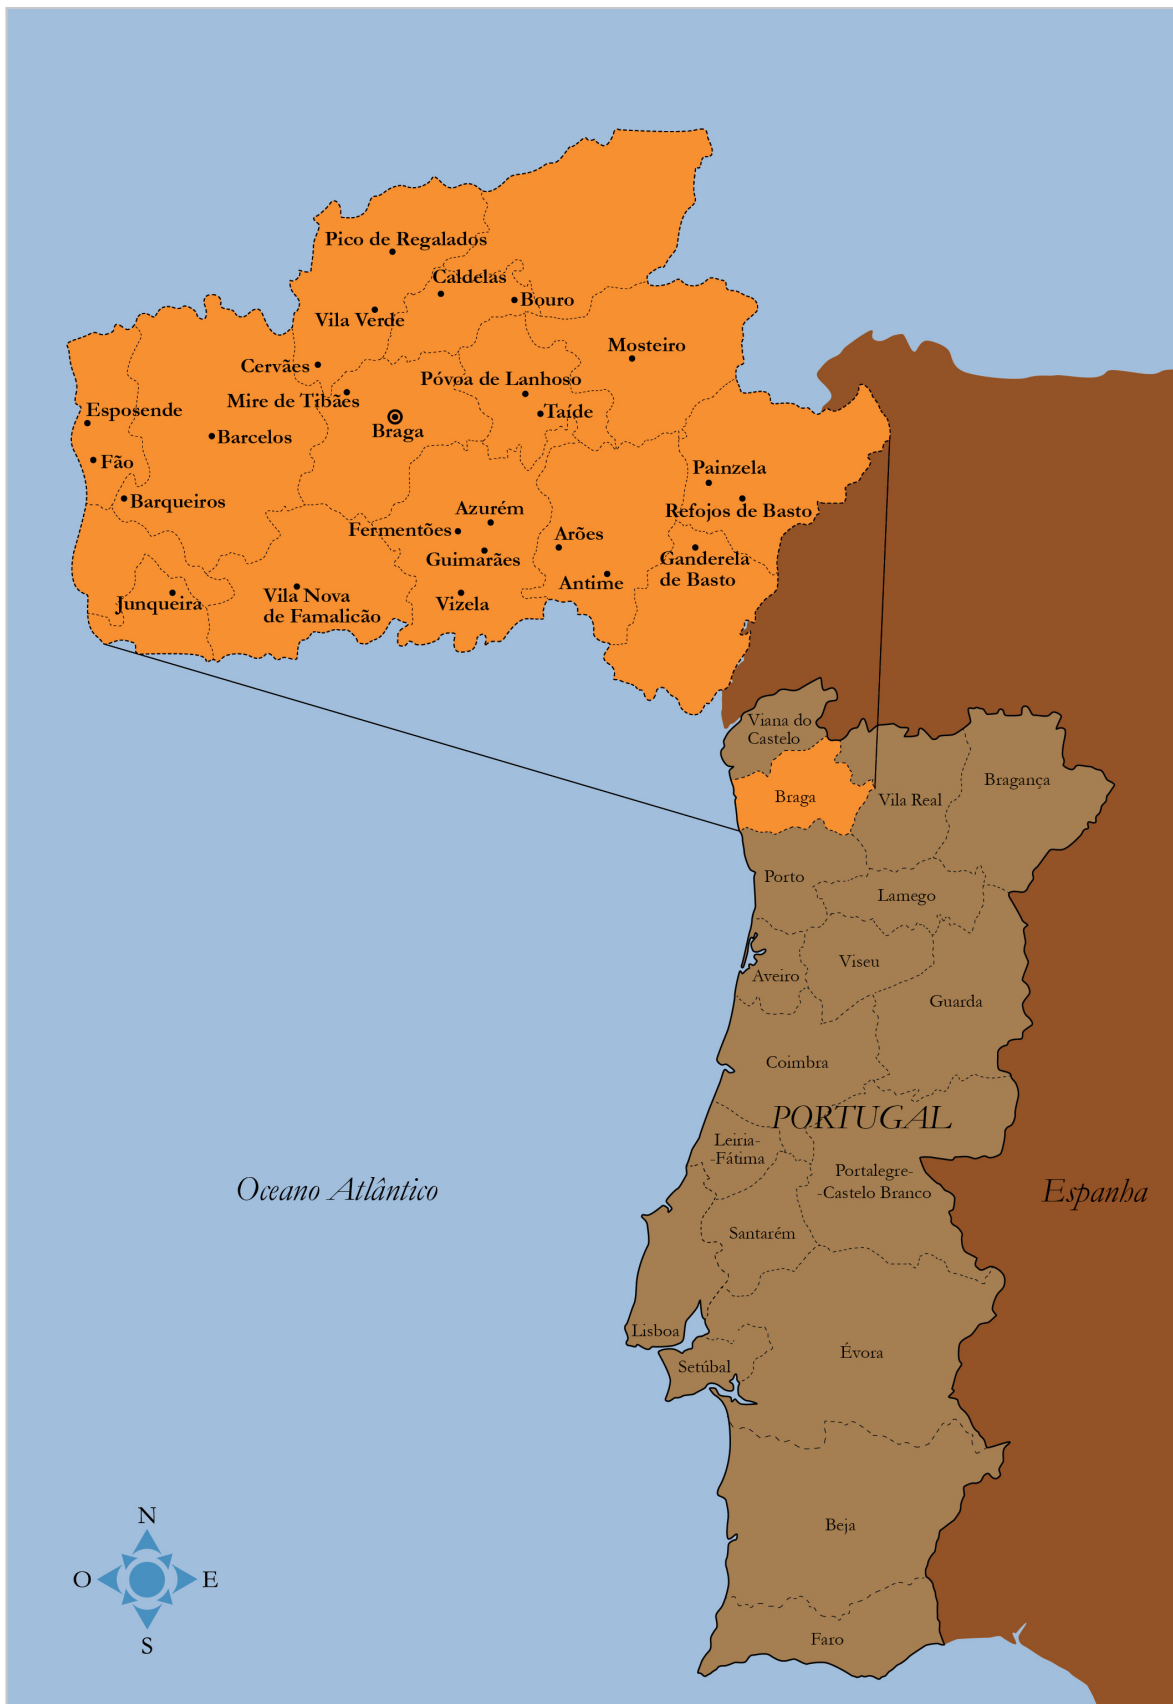 Pico de Regalados
Caldelas
Bouro
Vila Verde
Mosteiro
Cervães
Póvoa de Lanhoso
Mire de Tibães
Esposende
Taíde
Braga
Barcelos
Fão
Painzela
Barqueiros
Azurém
Refojos de Basto
Fermentões
Arões
Guimarães
Ganderela
de Basto
Antime
Junqueira
Vila Nova
de Famalicão
Vizela
Viana do
Castelo
Bragança
Braga
Vila Real
Porto
Lamego
Viseu
Aveiro
Guarda
Coimbra
PORTUGAL
Leiria-
-Fátima
Portalegre-
-Castelo Branco
Oceano Atlântico
Espanha
Santarém
Lisboa
Évora
Setúbal
N
Beja
O
E
S
Faro